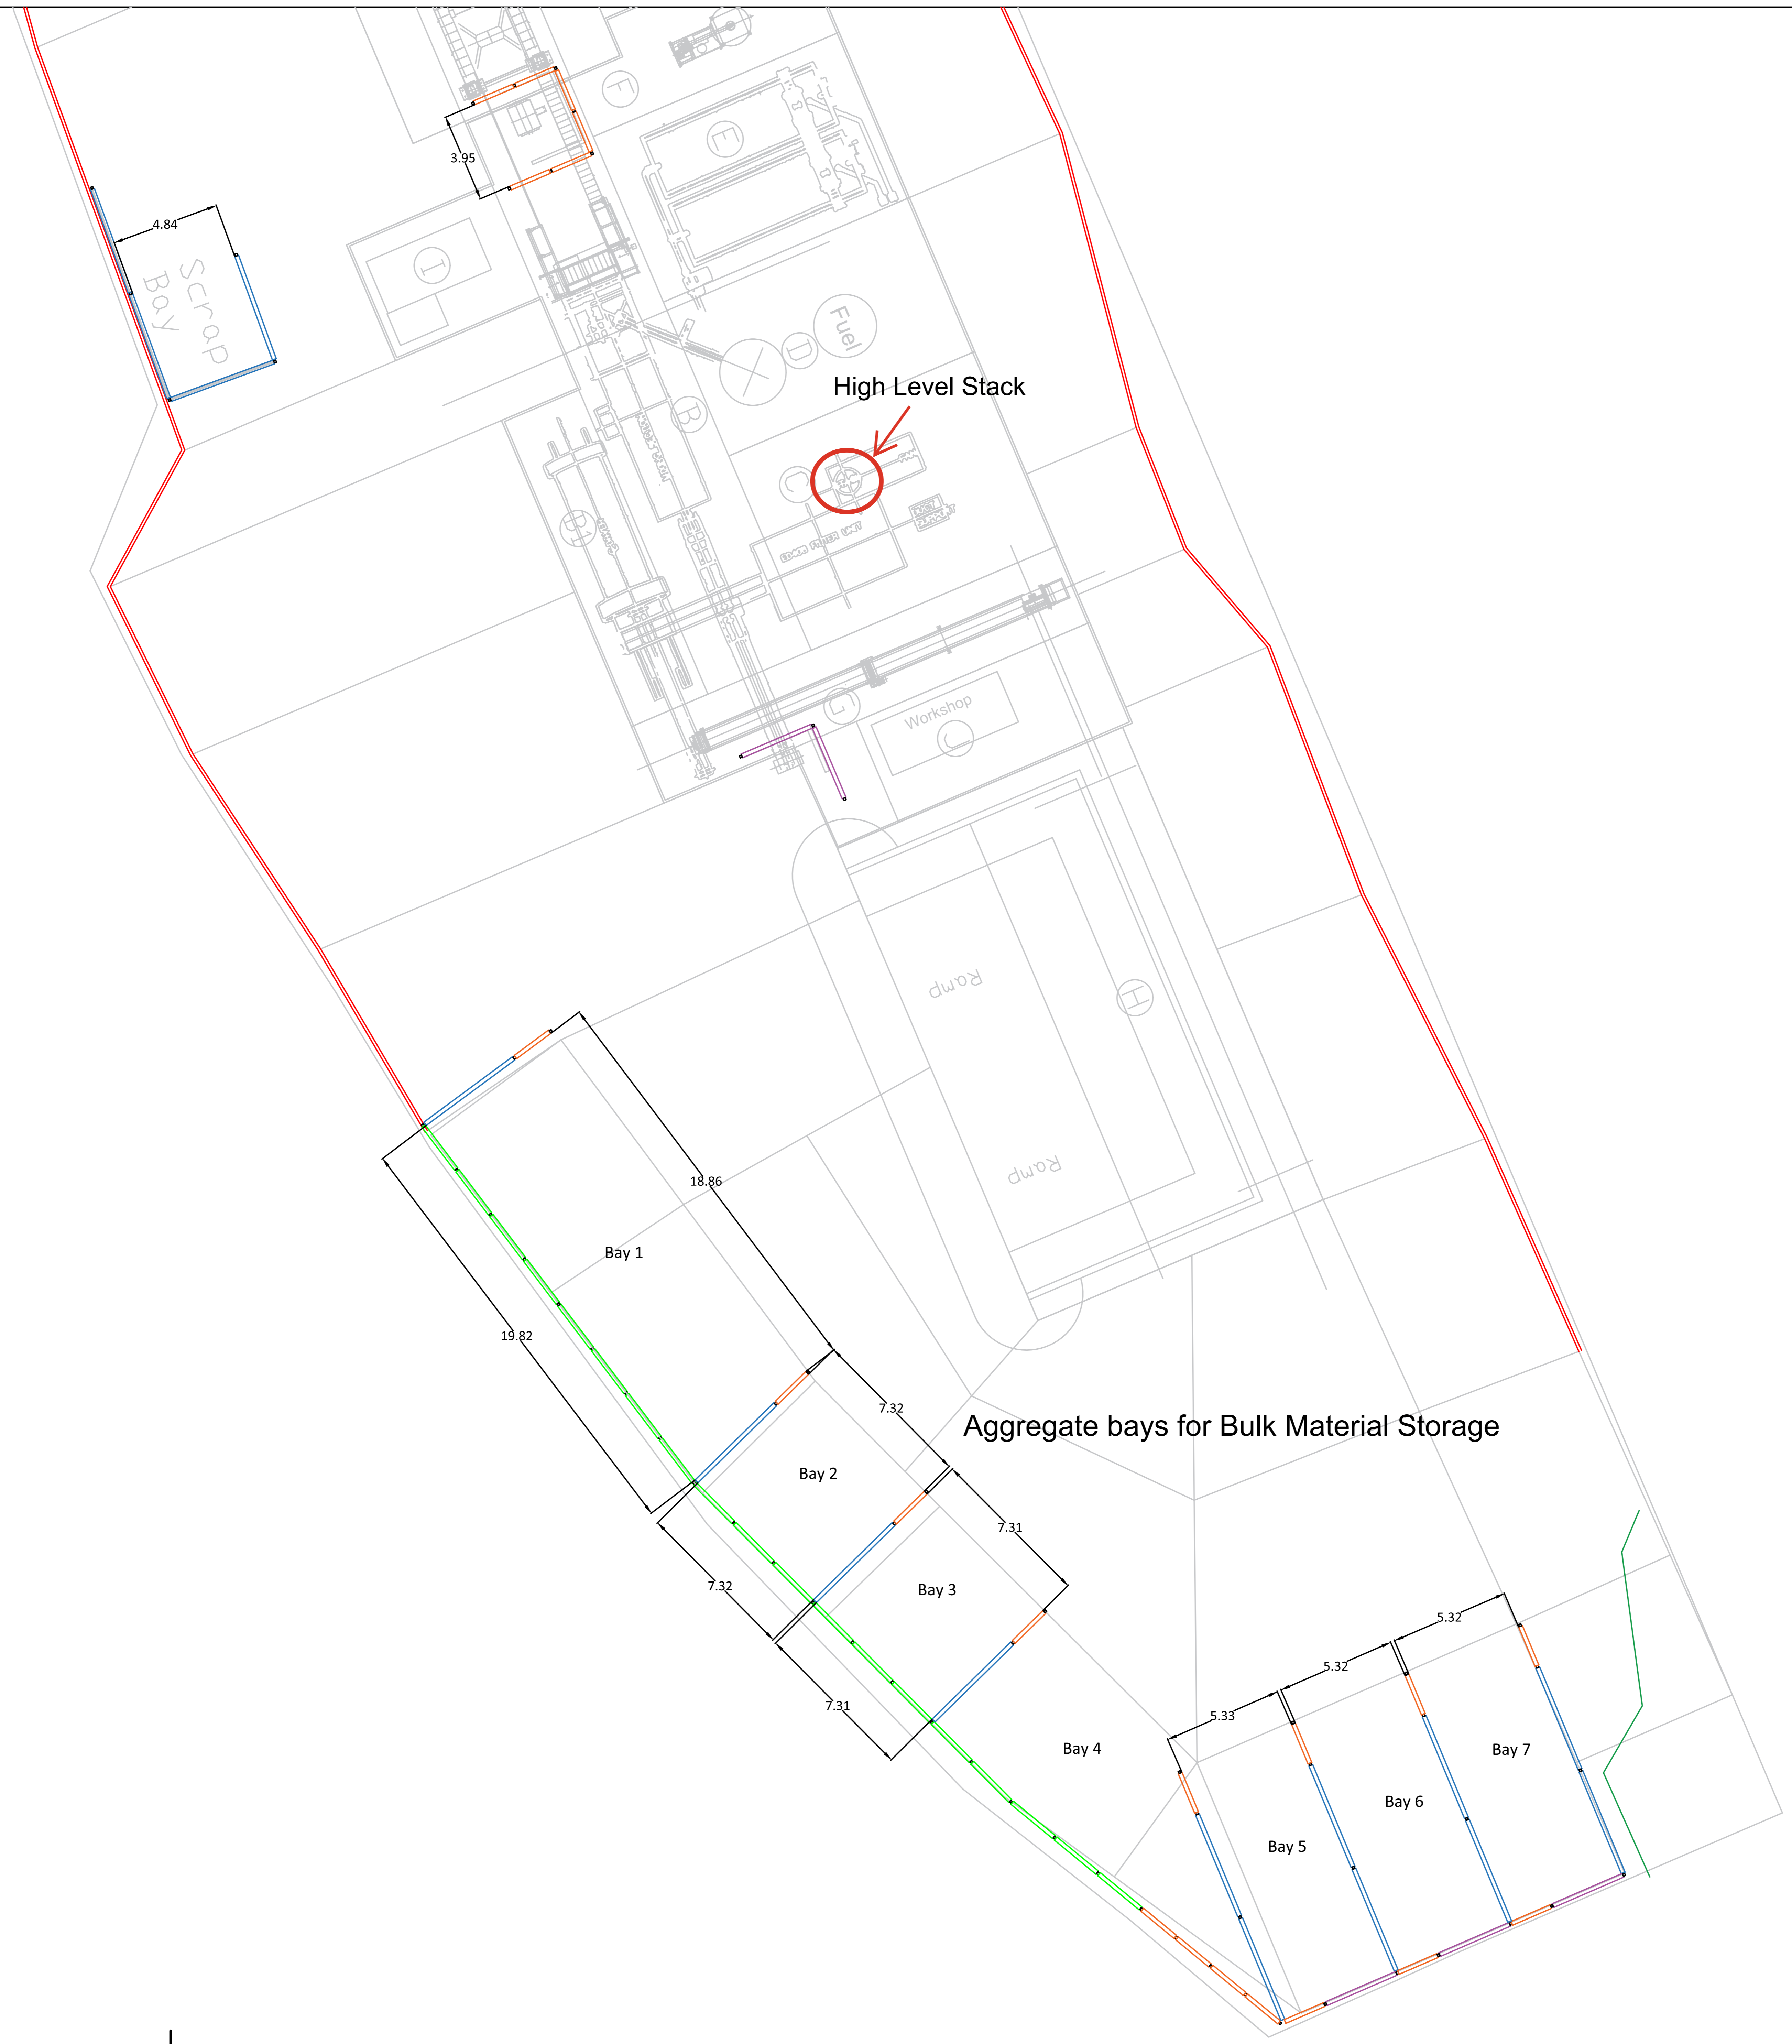 F
E
3.95
4.84
Scrap
Bay
I
Fuel
D
High Level Stack
B
C
B1
Workshop
G
J
Ramp
H
Ramp
18.86
Bay 1
19.82
7.32
Aggregate bays for Bulk Material Storage
Bay 2
7.31
7.32
Bay 3
7.31
5.32
5.32
5.33
Bay 4
Bay 7
Bay 6
Bay 5